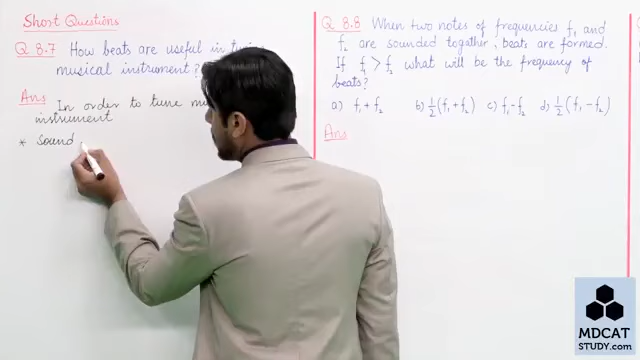 Short Questions
Q 8.7 How beats are useful in
musical instrument?
Ans In order to tune
instrument
* Sound
Q 8.8 When two notes of frequencies f₁ and
f₂ are sounded together, beats are formed.
If f₁ > f₂ what will be the frequency of
beats?
a) f₁ + f₂ b) ½(f₁ + f₂) c) f₁ - f₂ d) ½(f₁ - f₂)
Ans
MDCAT
STUDY.com